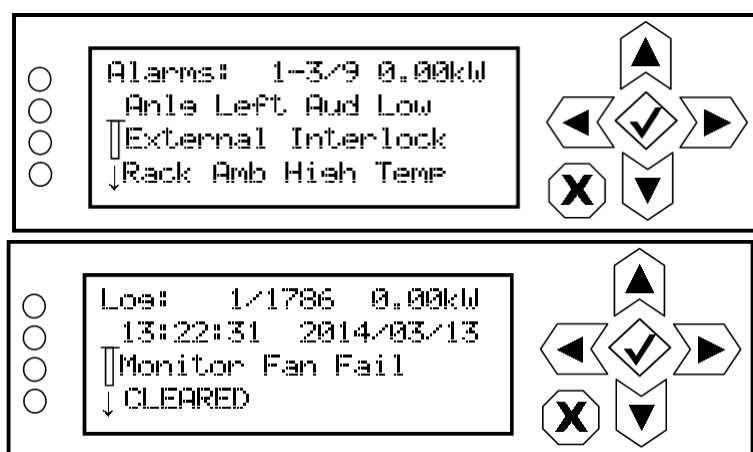 Alarms: 1-3/9 0.00kW
Anlg Left Aud Low
External Interlock
↓Rack Amb High Temp
X
Log: 1/1786 0.00kW
13:22:31 2014/03/13
Monitor Fan Fail
↓ CLEARED
X